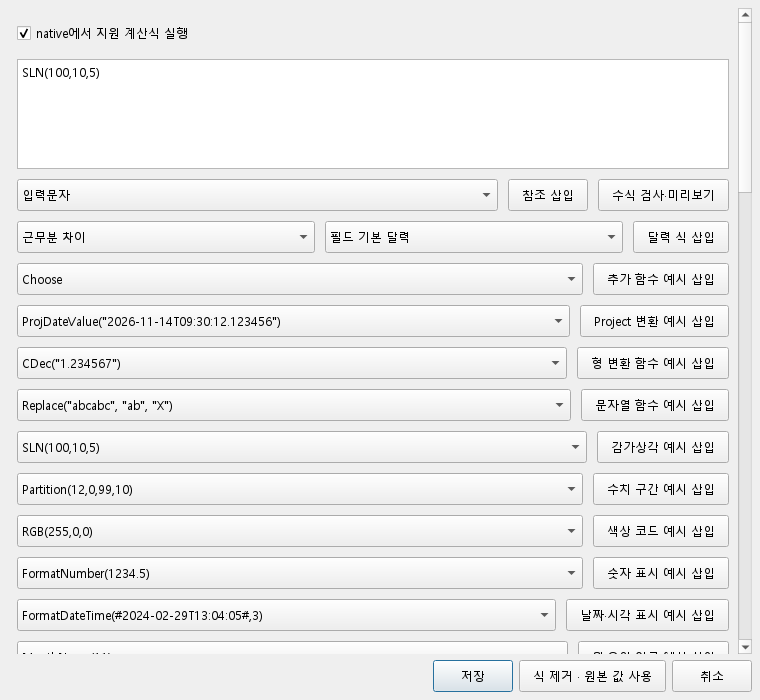 native에서 지원 계산식 실행
SLN(100,10,5)
입력문자 참조 삽입 수식 검사·미리보기
근무분 차이 필드 기본 달력 달력 식 삽입
Choose 추가 함수 예시 삽입
ProjDateValue("2026-11-14T09:30:12.123456") Project 변환 예시 삽입
CDec("1.234567") 형 변환 함수 예시 삽입
Replace("abcabc", "ab", "X") 문자열 함수 예시 삽입
SLN(100,10,5) 감가상각 예시 삽입
Partition(12,0,99,10) 수치 구간 예시 삽입
RGB(255,0,0) 색상 코드 예시 삽입
FormatNumber(1234.5) 숫자 표시 예시 삽입
FormatDateTime(#2024-02-29T13:04:05#,3) 날짜·시각 표시 예시 삽입
저장 식 제거 · 원본 값 사용 취소